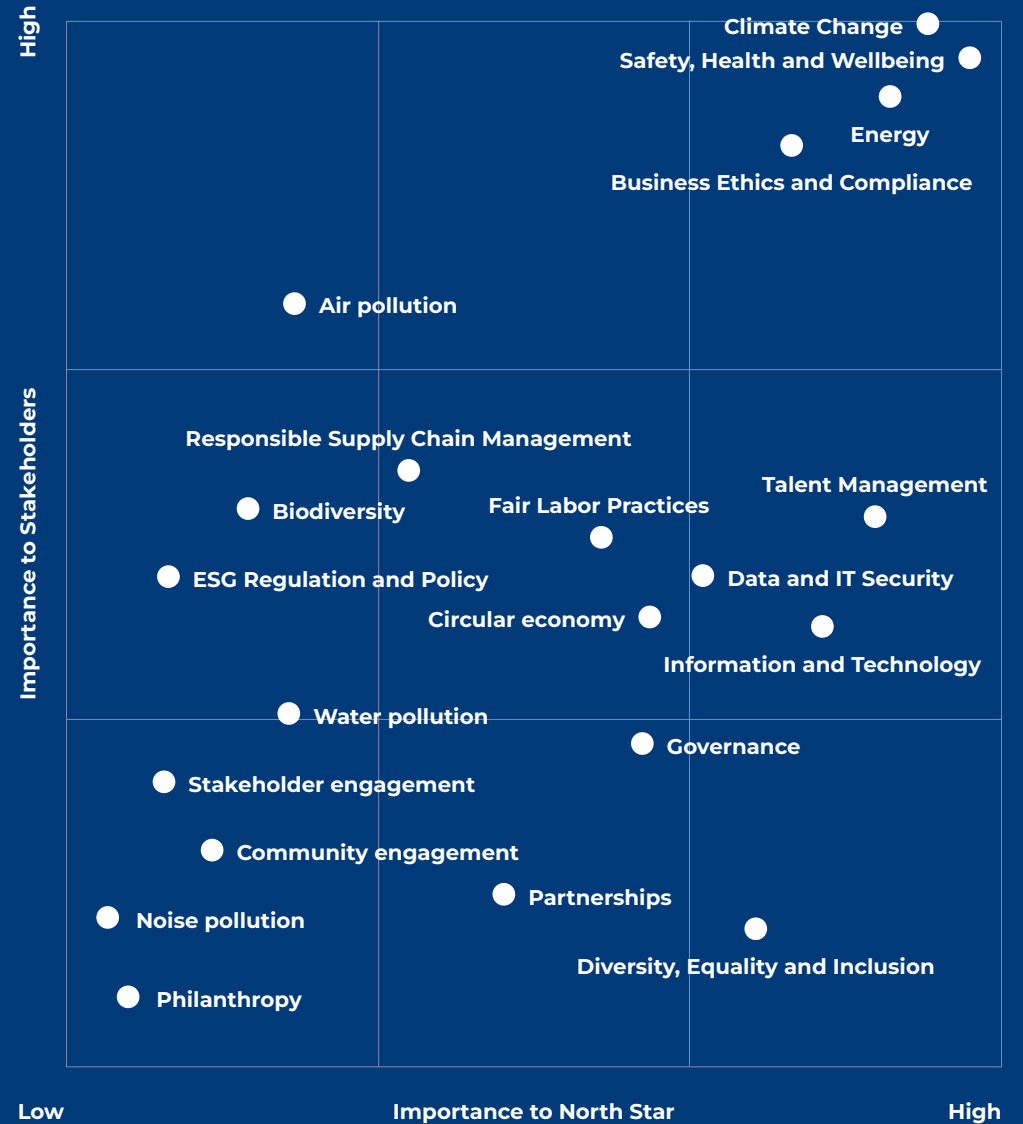 High
Climate Change
Safety, Health and Wellbeing
Energy
Business Ethics and Compliance
Air pollution
Importance to Stakeholders
Responsible Supply Chain Management
Talent Management
Fair Labor Practices
Biodiversity
ESG Regulation and Policy
Data and IT Security
Circular economy
Information and Technology
Water pollution
Governance
Stakeholder engagement
Community engagement
Partnerships
Noise pollution
Diversity, Equality and Inclusion
Philanthropy
Low
Importance to North Star
High